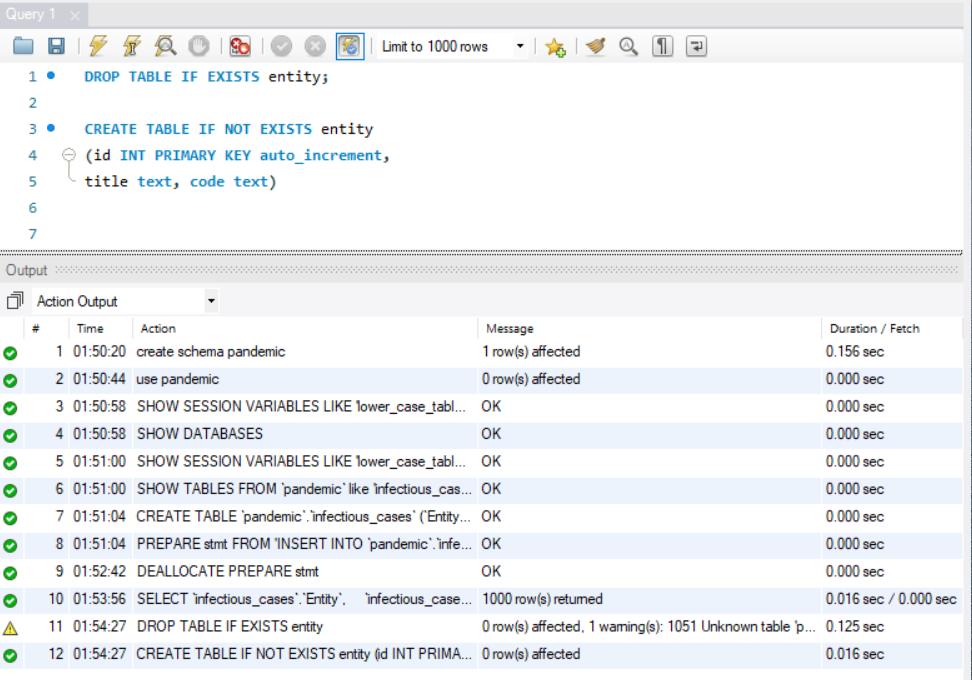 Query 1
Limit to 1000 rows
1 DROP TABLE IF EXISTS entity;
2
3 CREATE TABLE IF NOT EXISTS entity
4 (id INT PRIMARY KEY auto_increment,
5 title text, code text)
6
7
Output
Action Output
# Time Action Message Duration / Fetch
1 01:50:20 create schema pandemic 1 row(s) affected 0.156 sec
2 01:50:44 use pandemic 0 row(s) affected 0.000 sec
3 01:50:58 SHOW SESSION VARIABLES LIKE 'lower_case_tabl... OK 0.000 sec
4 01:50:58 SHOW DATABASES OK 0.000 sec
5 01:51:00 SHOW SESSION VARIABLES LIKE 'lower_case_tabl... OK 0.000 sec
6 01:51:00 SHOW TABLES FROM `pandemic` like 'infectious_cas... OK 0.000 sec
7 01:51:04 CREATE TABLE `pandemic`.`infectious_cases` (`Entity... OK 0.000 sec
8 01:51:04 PREPARE stmt FROM 'INSERT INTO `pandemic`.`infe... OK 0.000 sec
9 01:52:42 DEALLOCATE PREPARE stmt OK 0.000 sec
10 01:53:56 SELECT `infectious_cases`.`Entity`, `infectious_case... 1000 row(s) returned 0.016 sec / 0.000 sec
11 01:54:27 DROP TABLE IF EXISTS entity 0 row(s) affected, 1 warning(s): 1051 Unknown table 'p... 0.125 sec
12 01:54:27 CREATE TABLE IF NOT EXISTS entity (id INT PRIMA... 0 row(s) affected 0.016 sec